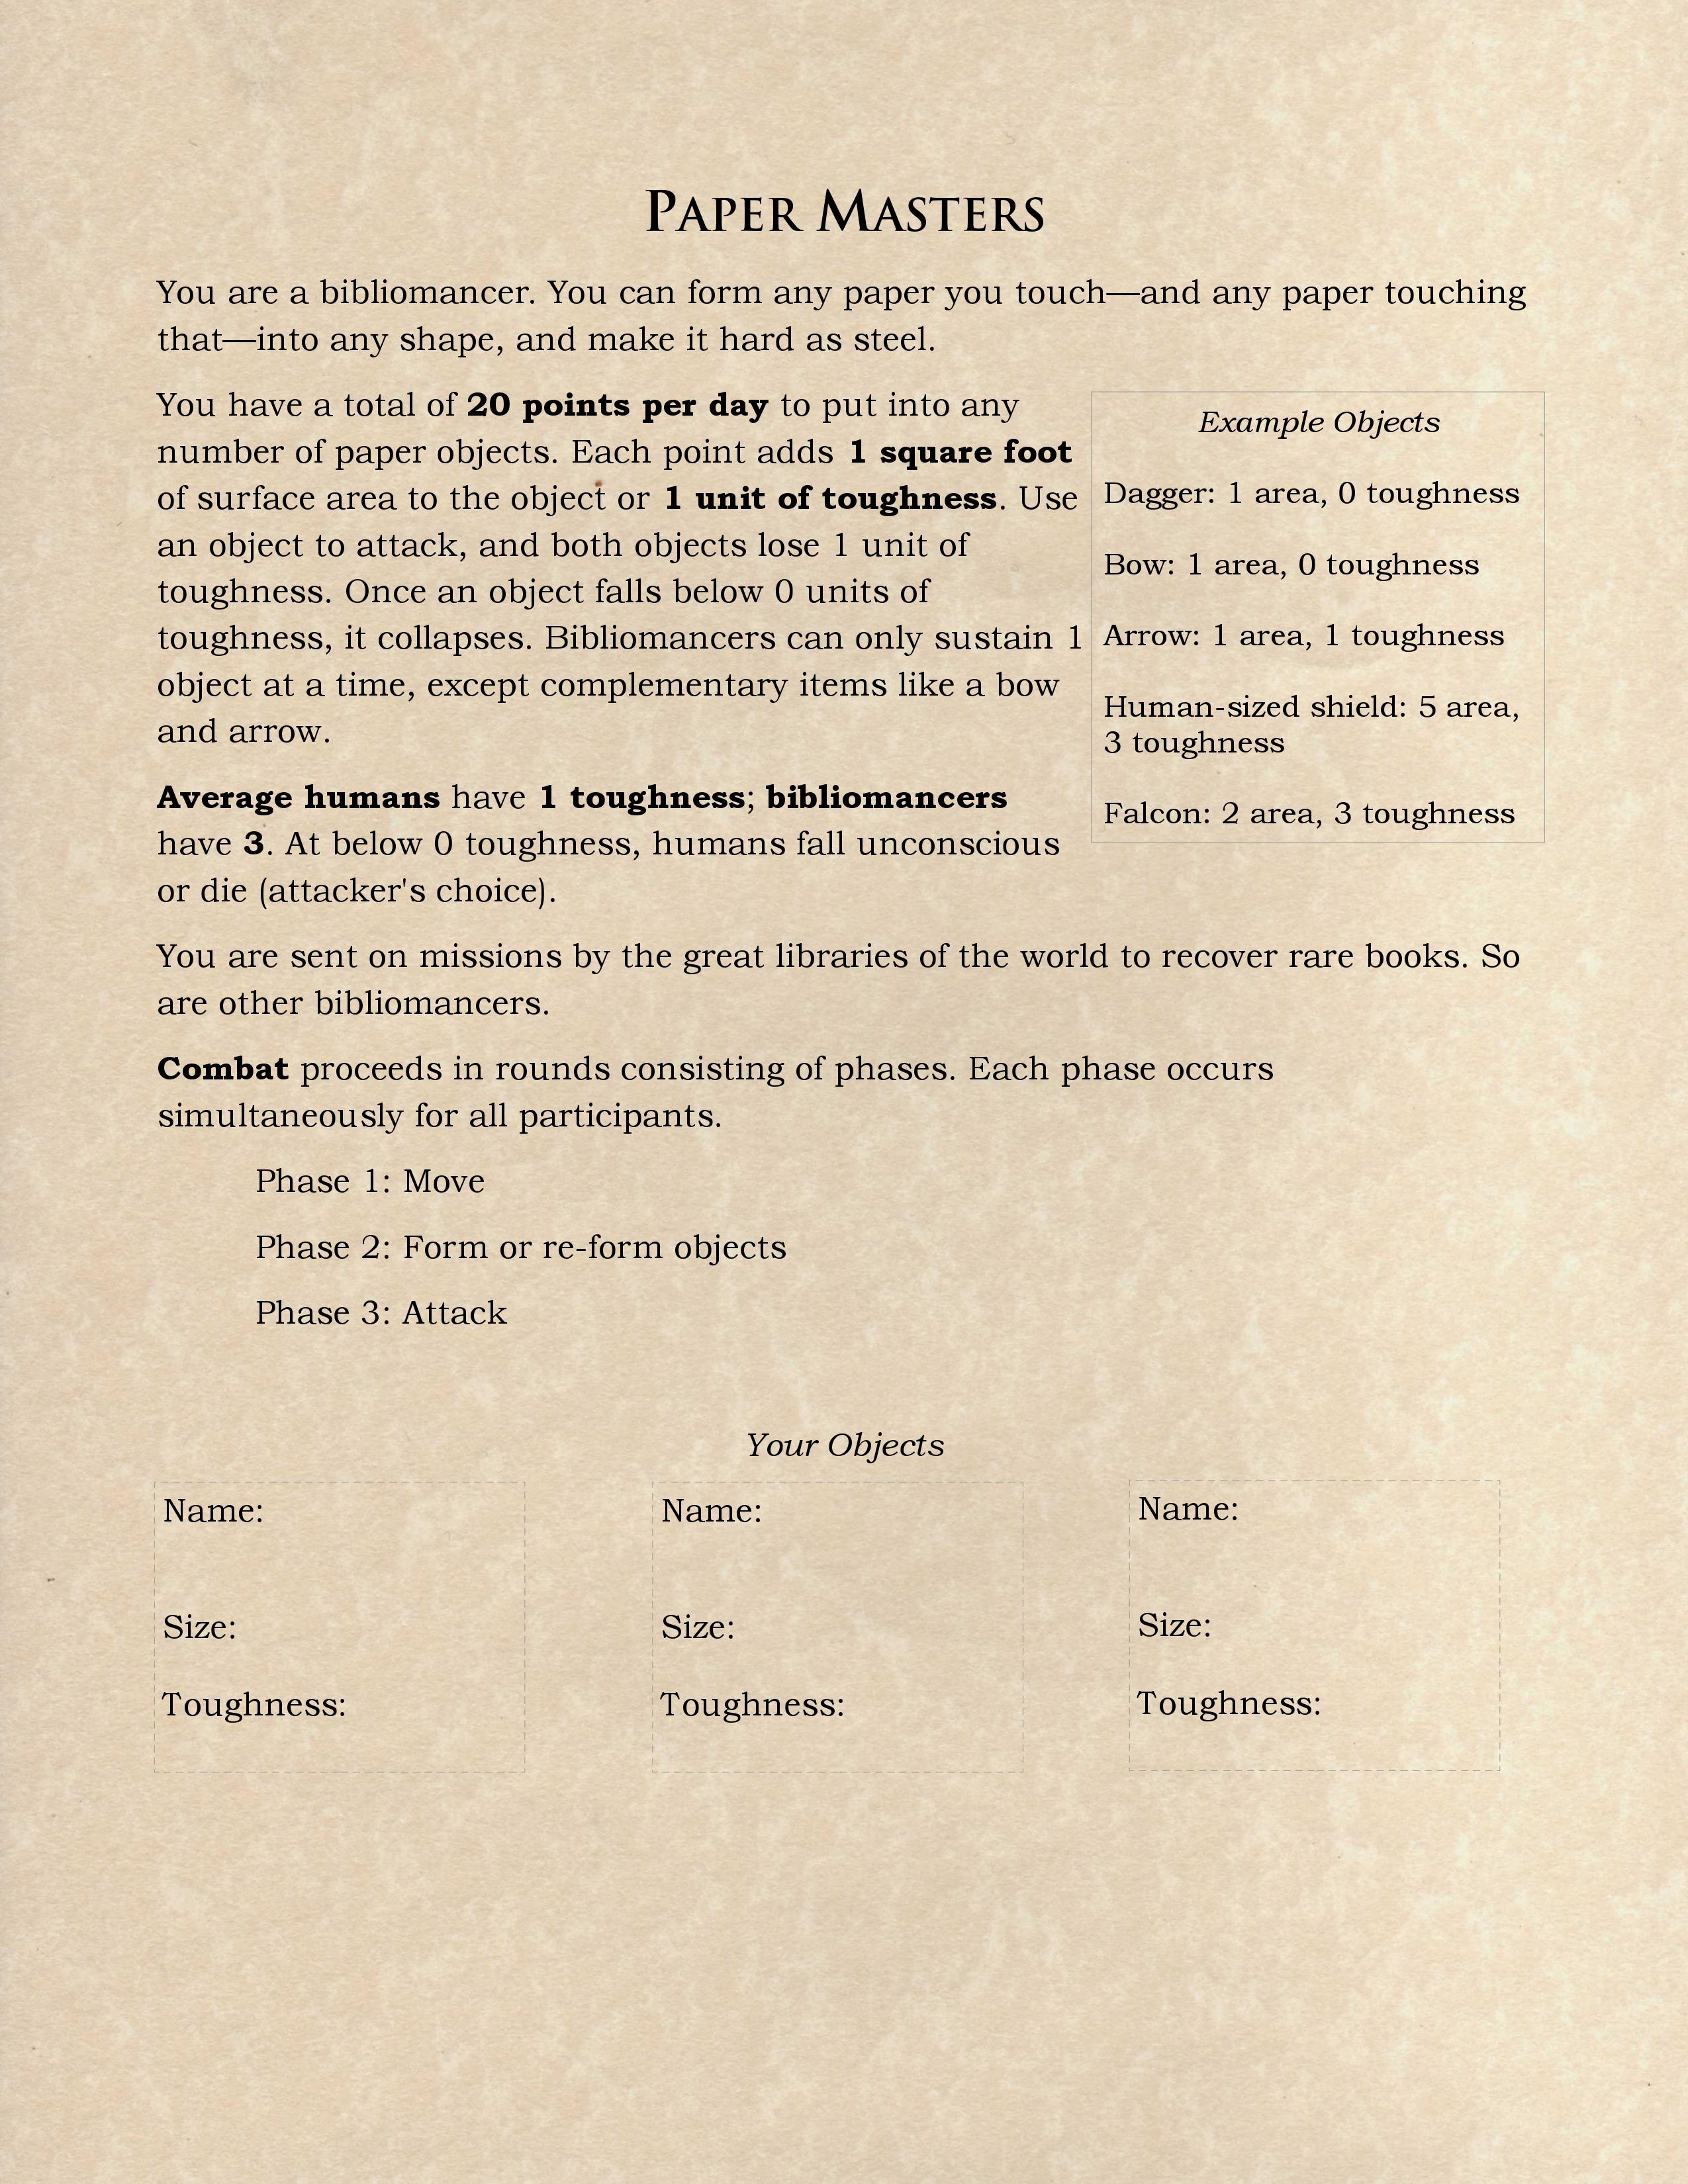 Paper Masters
You are a bibliomancer. You can form any paper you touch—and any paper touching
that—into any shape, and make it hard as steel.
You have a total of 20 points per day to put into any
number of paper objects. Each point adds 1 square foot
of surface area to the object or 1 unit of toughness. Use
an object to attack, and both objects lose 1 unit of
toughness. Once an object falls below 0 units of
toughness, it collapses. Bibliomancers can only sustain 1
object at a time, except complementary items like a bow
and arrow.
Example Objects
Dagger: 1 area, 0 toughness
Bow: 1 area, 0 toughness
Arrow: 1 area, 1 toughness
Human-sized shield: 5 area,
3 toughness
Falcon: 2 area, 3 toughness
Average humans have 1 toughness; bibliomancers
have 3. At below 0 toughness, humans fall unconscious
or die (attacker's choice).
You are sent on missions by the great libraries of the world to recover rare books. So
are other bibliomancers.
Combat proceeds in rounds consisting of phases. Each phase occurs
simultaneously for all participants.
Phase 1: Move
Phase 2: Form or re-form objects
Phase 3: Attack
Your Objects
Name:
Size:
Toughness:
Name:
Size:
Toughness:
Name:
Size:
Toughness: